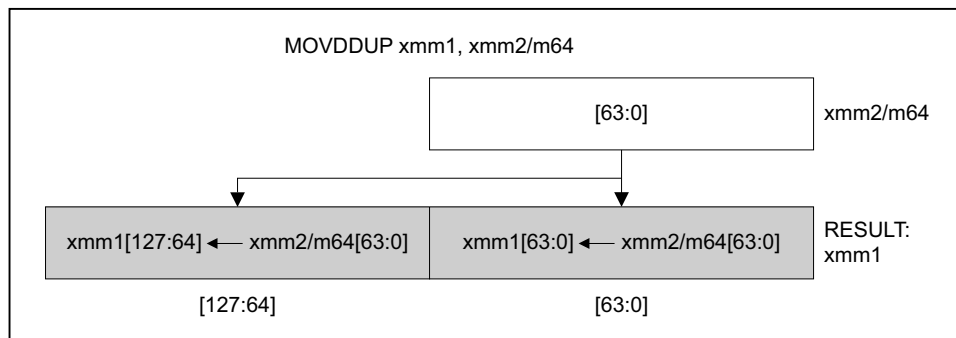 MOVDDUP xmm1, xmm2/m64
[63:0]
xmm2/m64
xmm1[127:64] ← xmm2/m64[63:0]
xmm1[63:0] ← xmm2/m64[63:0]
RESULT:
xmm1
[127:64]
[63:0]